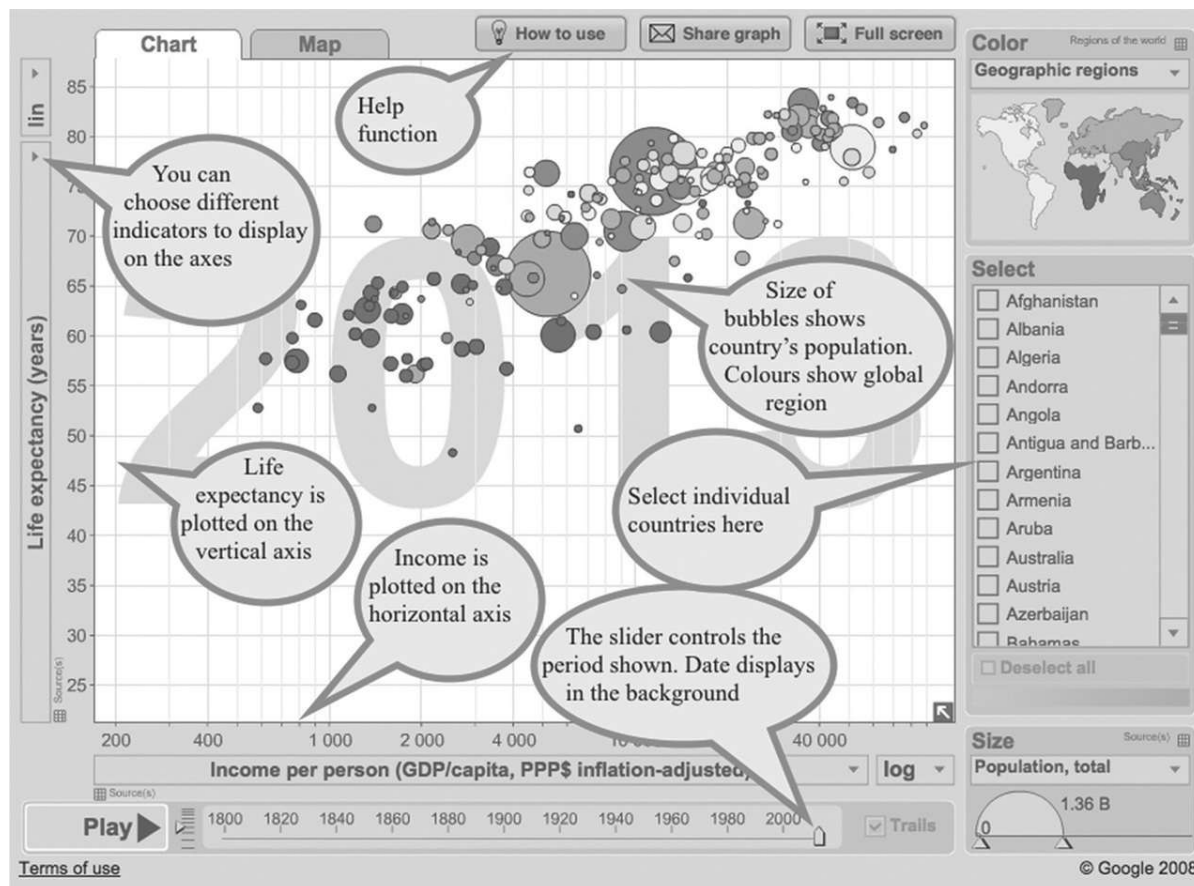 Chart
Map
How to use
Share graph
Full screen
Color
Regions of the world
Geographic regions
lin
Life expectancy (years)
Source(s)
85
80
75
70
65
60
55
50
45
40
35
30
25
Help
function
You can
choose different
indicators to display
on the axes
Size of
bubbles shows
country's population.
Colours show global
region
Life
expectancy is
plotted on the
vertical axis
Income is
plotted on the
horizontal axis
Select individual
countries here
The slider controls the
period shown. Date displays
in the background
Select
Afghanistan
Albania
Algeria
Andorra
Angola
Antigua and Barb...
Argentina
Armenia
Aruba
Australia
Austria
Azerbaijan
Bahamas
Deselect all
200
400
1 000
2 000
4 000
40 000
Income per person (GDP/capita, PPP$ inflation-adjusted)
log
Source(s)
Size
Source(s)
Population, total
1.36 B
0
Play
1800 1820 1840 1860 1880 1900 1920 1940 1960 1980 2000
Trails
Terms of use
© Google 2008